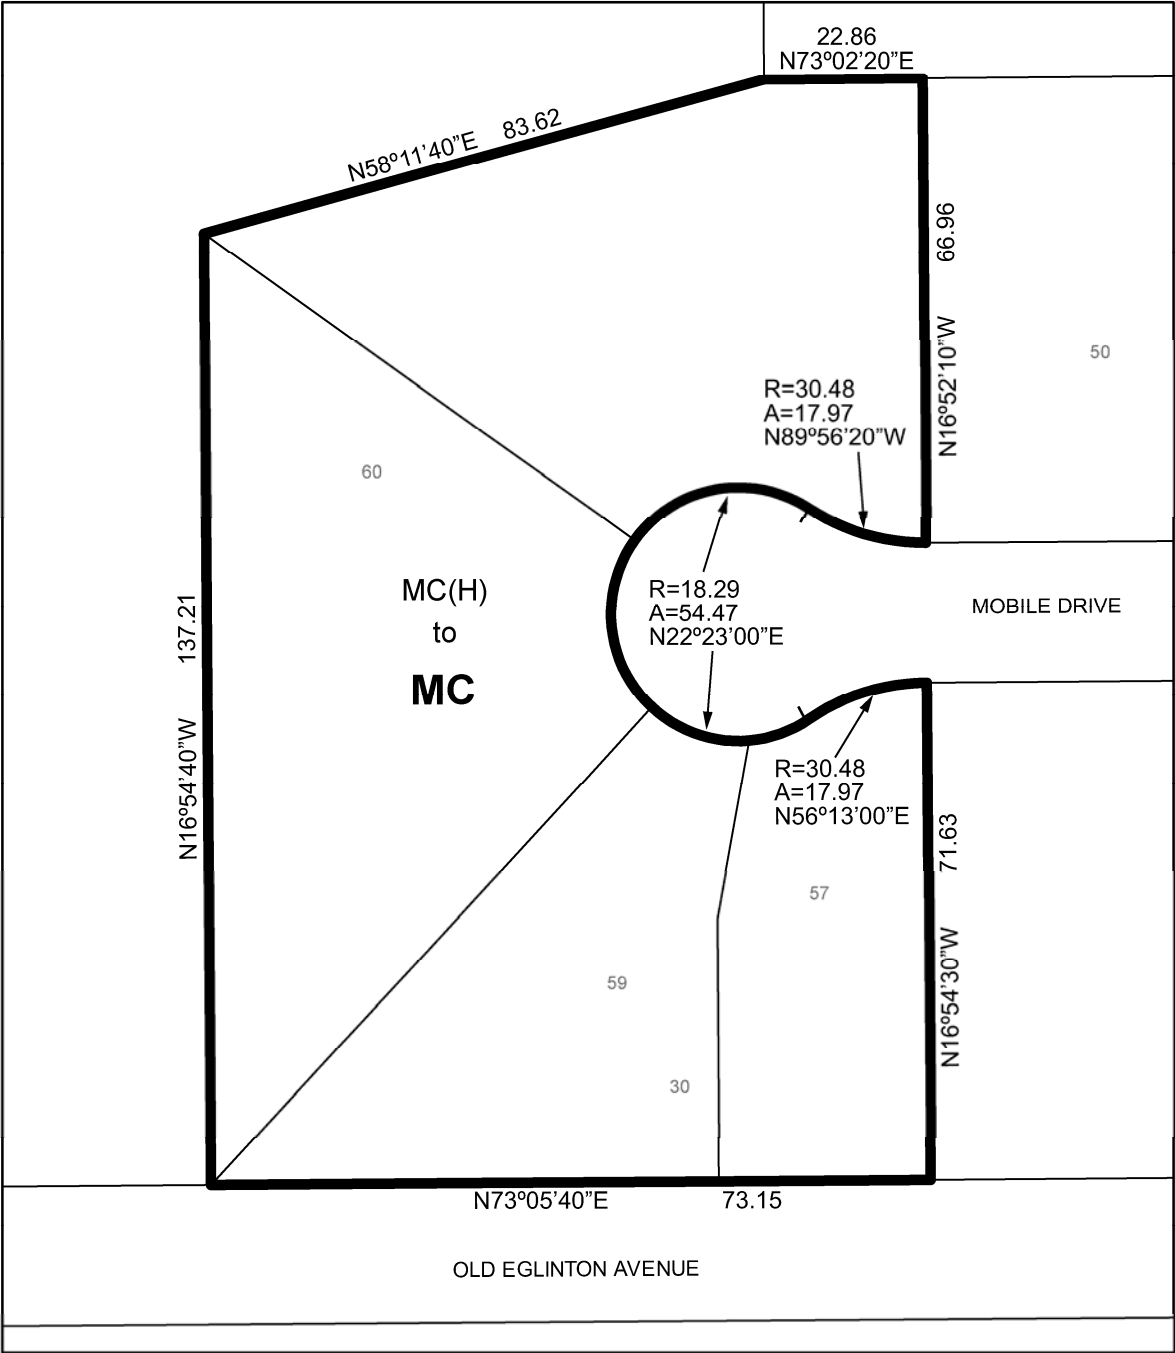 22.86
N73º02'20"E
N58º11'40"E 83.62
66.96
N16º52'10"W
50
R=30.48
A=17.97
N89º56'20"W
60
R=18.29
A=54.47
N22º23'00"E
MC(H)
to
MC
MOBILE DRIVE
137.21
N16º54'40"W
R=30.48
A=17.97
N56º13'00"E
71.63
N16º54'30"W
57
59
30
N73º05'40"E 73.15
OLD EGLINTON AVENUE